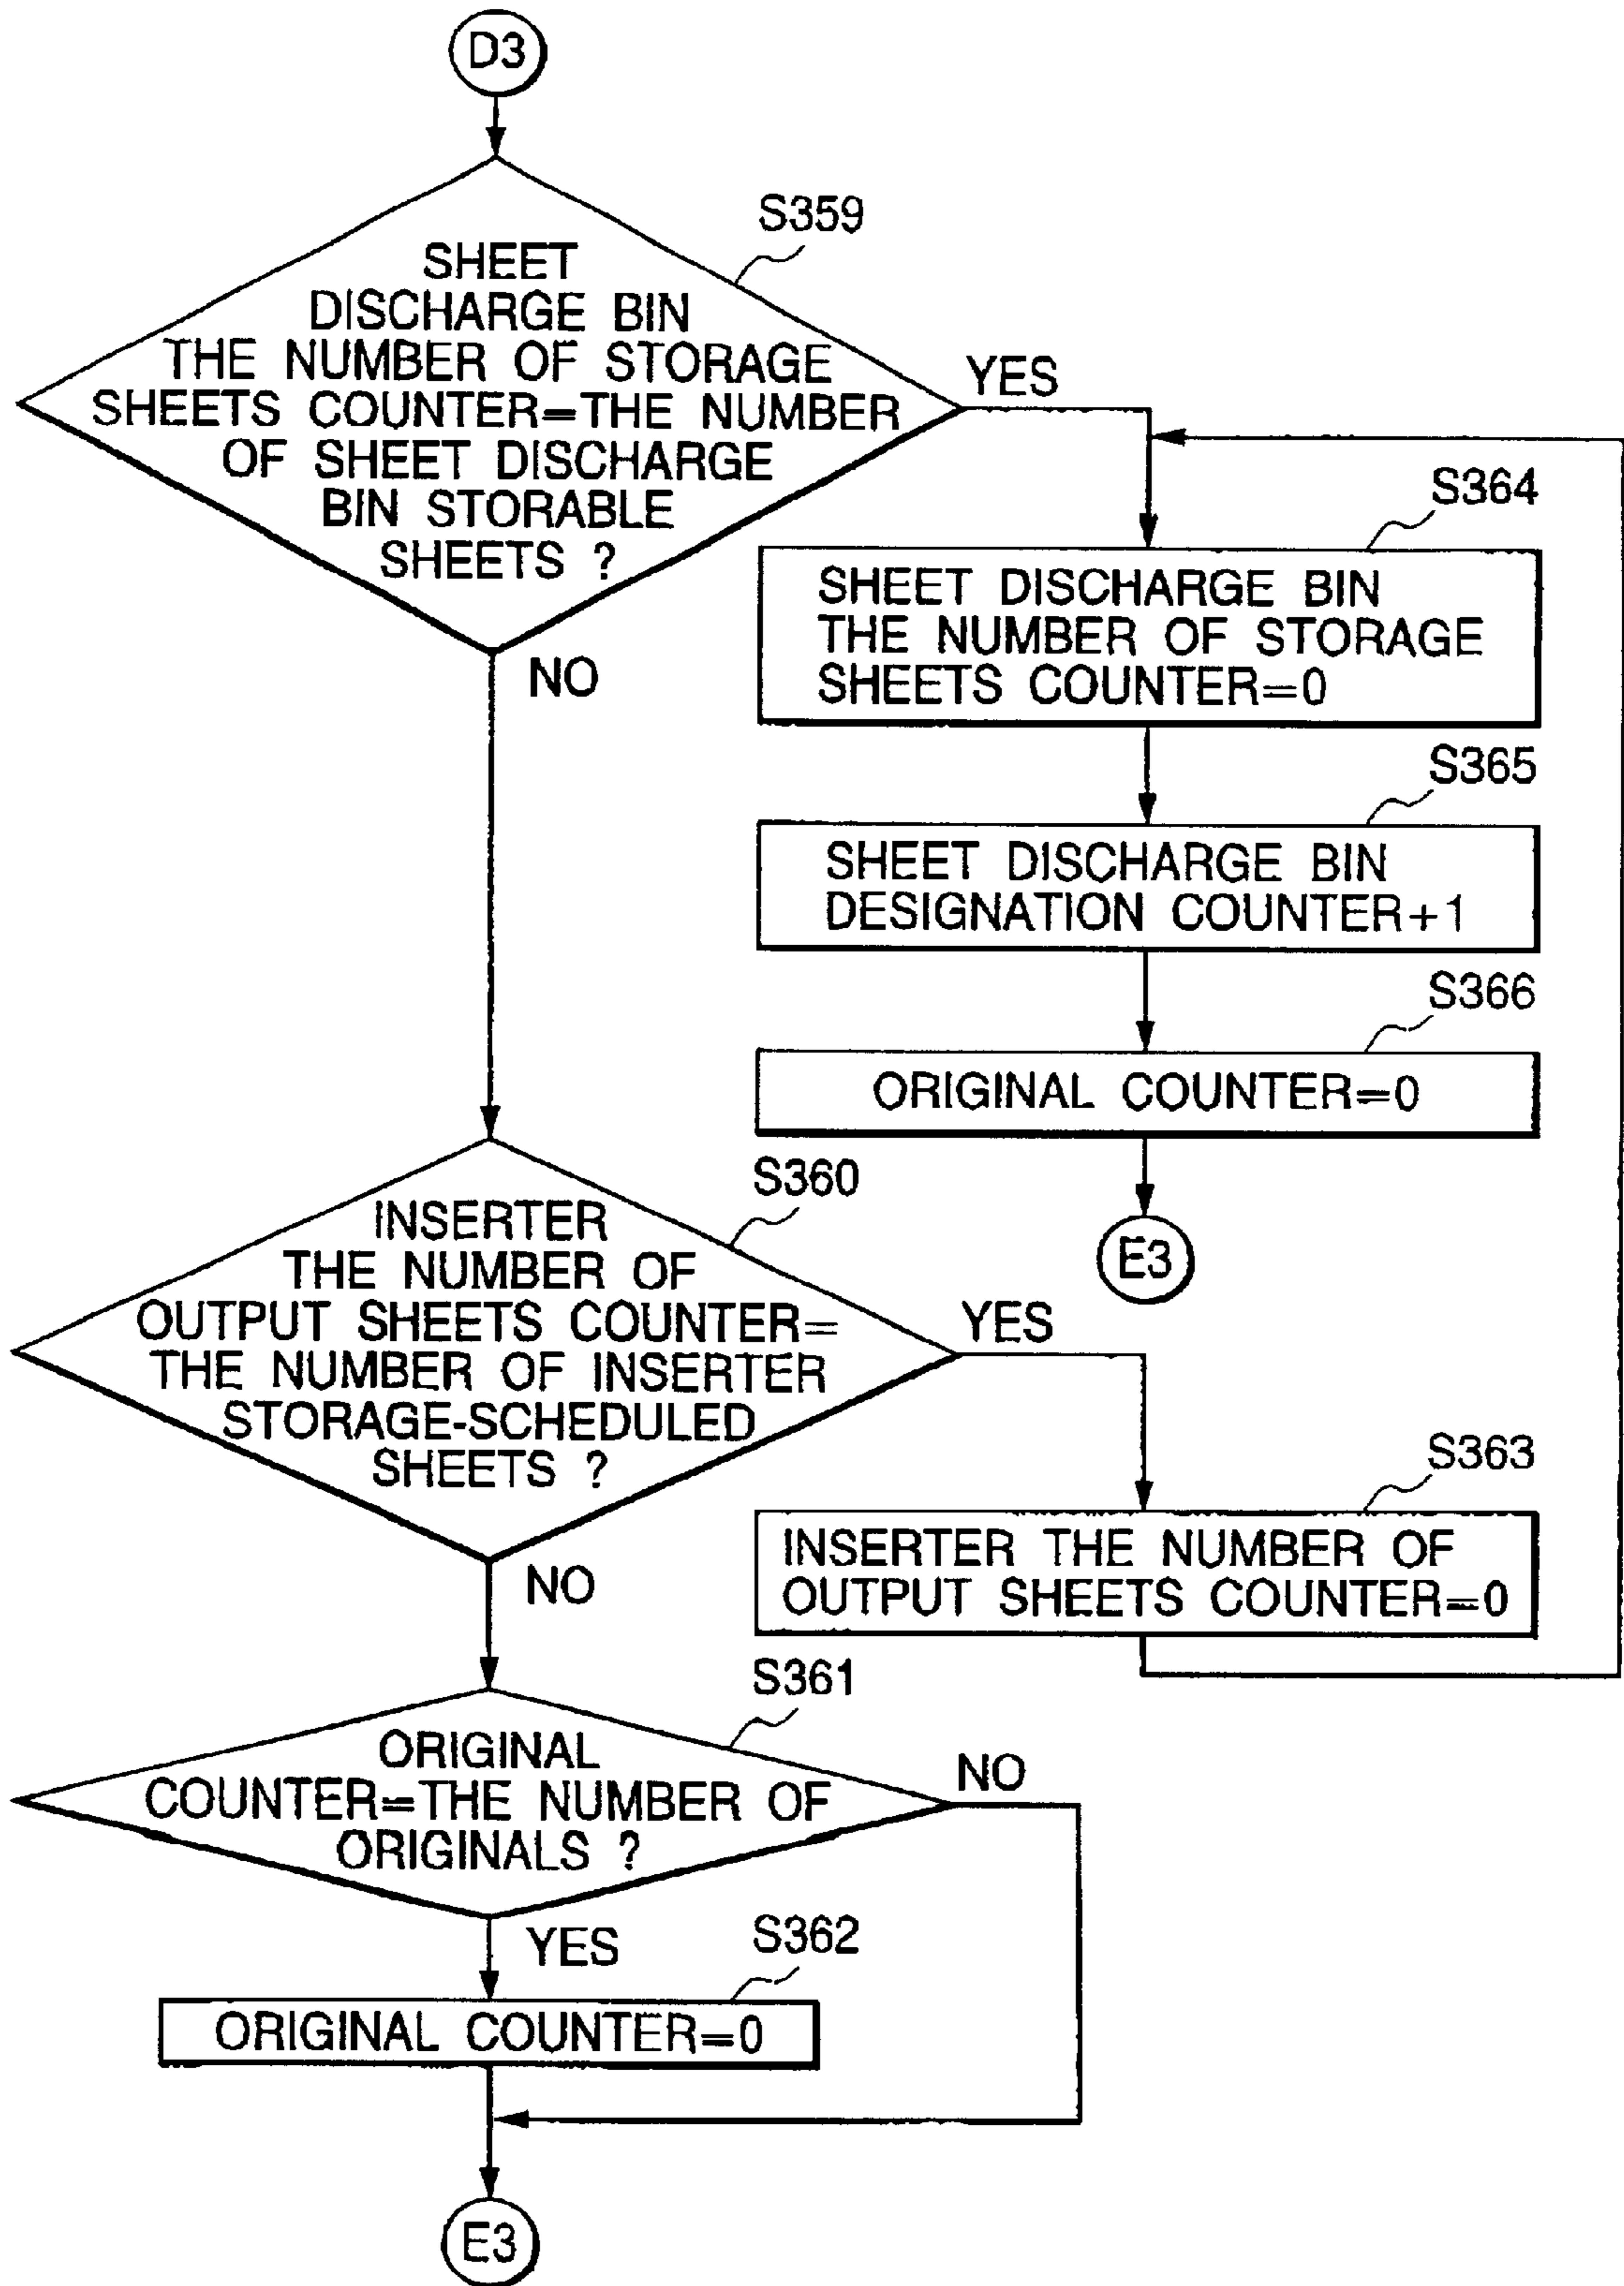 D3
S359
SHEET
DISCHARGE BIN
THE NUMBER OF STORAGE
SHEETS COUNTER=THE NUMBER
OF SHEET DISCHARGE
BIN STORABLE
SHEETS ?
YES
NO
S364
SHEET DISCHARGE BIN
THE NUMBER OF STORAGE
SHEETS COUNTER=0
S365
SHEET DISCHARGE BIN
DESIGNATION COUNTER+1
S366
ORIGINAL COUNTER=0
E3
S360
INSERTER
THE NUMBER OF
OUTPUT SHEETS COUNTER=
THE NUMBER OF INSERTER
STORAGE-SCHEDULED
SHEETS ?
YES
NO
S363
INSERTER THE NUMBER OF
OUTPUT SHEETS COUNTER=0
S361
ORIGINAL
COUNTER=THE NUMBER OF
ORIGINALS ?
NO
YES
S362
ORIGINAL COUNTER=0
E3